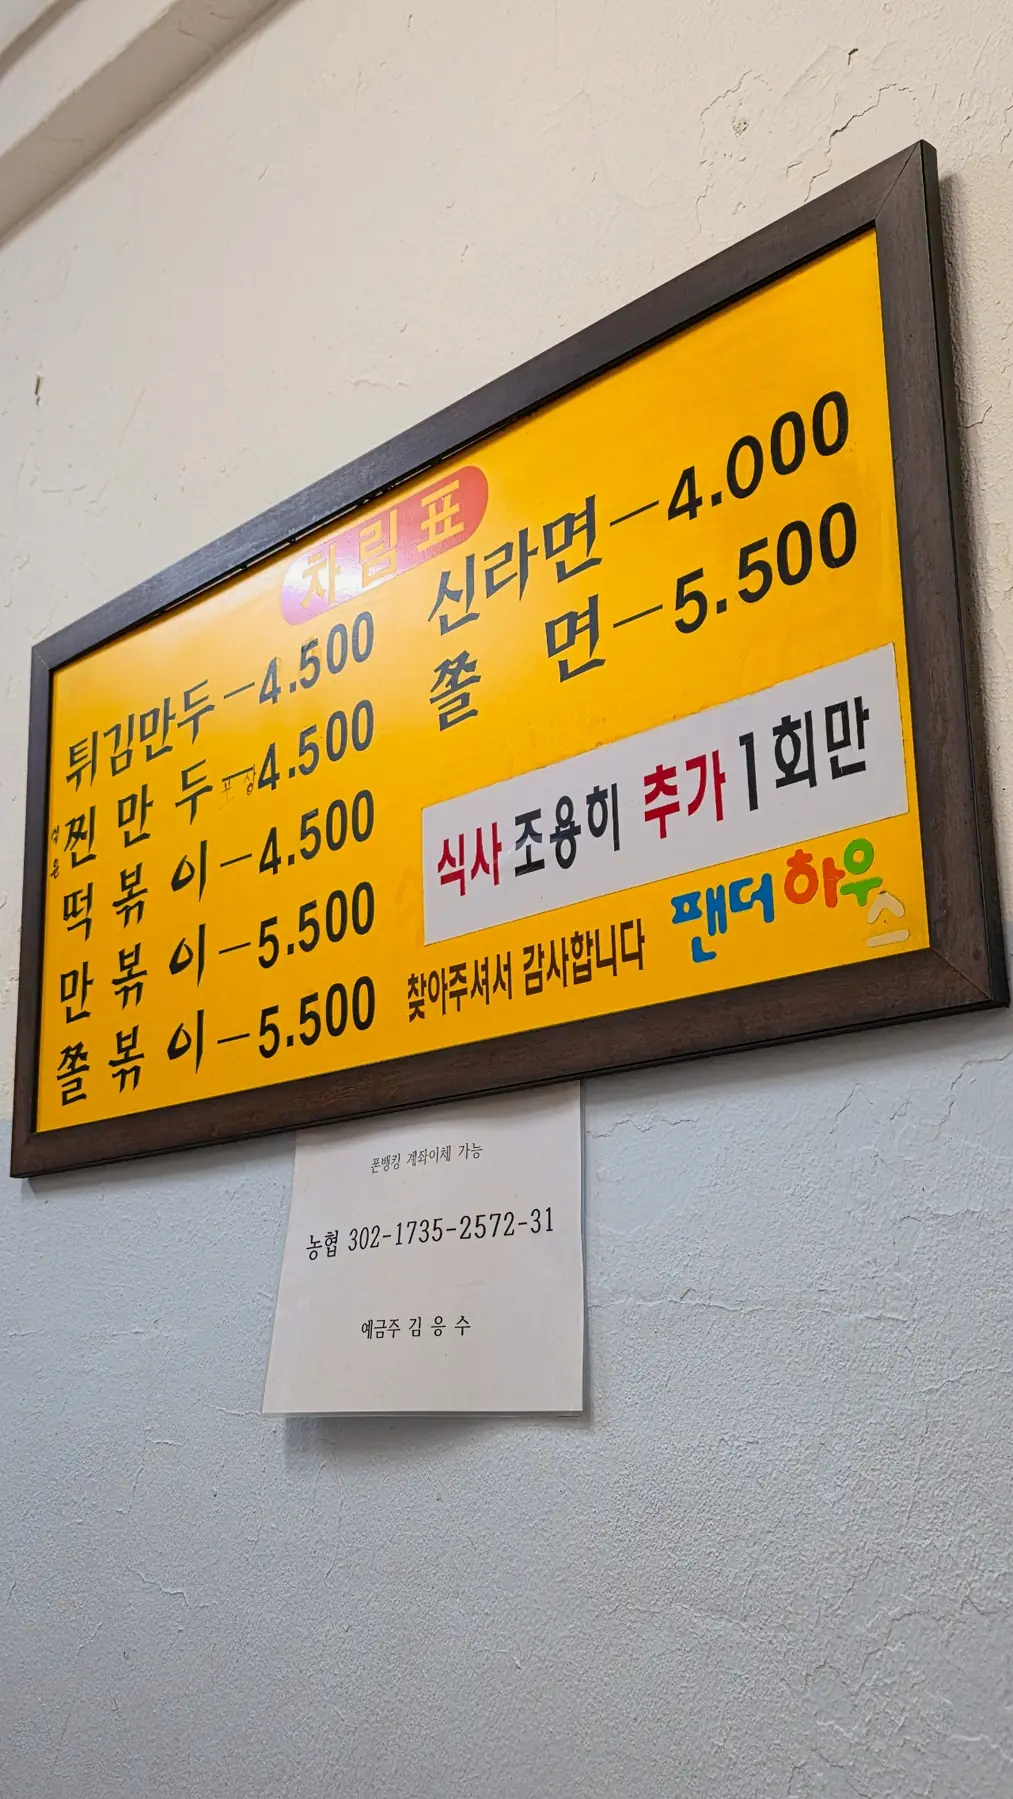 차림표
튀김만두-4.500
찐만두 포장 4.500
떡볶이-4.500
만볶이-5.500
쫄볶이-5.500
신라면-4.000
쫄면-5.500
식사 조용히 추가 1회만
찾아주셔서 감사합니다
팬더하우스
폰뱅킹 계좌이체 가능
농협 302-1735-2572-31
예금주 김 응 수